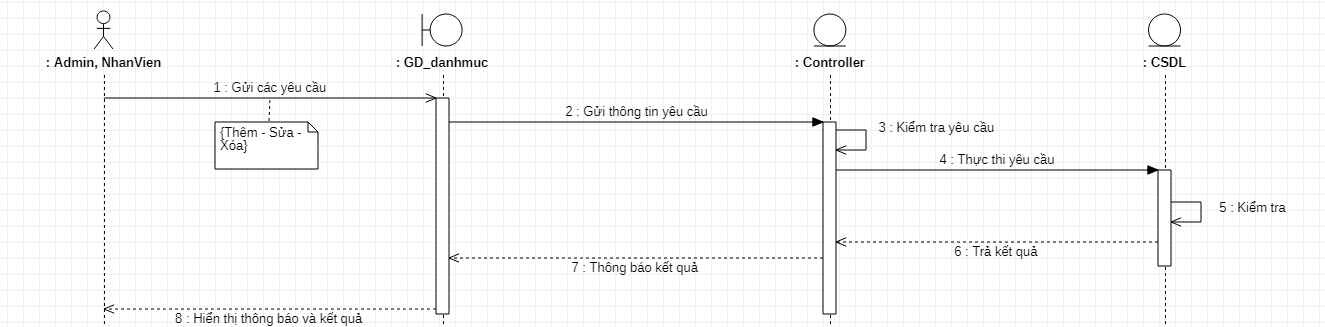 : Admin, NhanVien
: GD_danhmuc
: Controller
: CSDL
1 : Gửi các yêu cầu
{Thêm - Sửa -
Xóa}
2 : Gửi thông tin yêu cầu
3 : Kiểm tra yêu cầu
4 : Thực thi yêu cầu
5 : Kiểm tra
6 : Trả kết quả
7 : Thông báo kết quả
8 : Hiển thị thông báo và kết quả